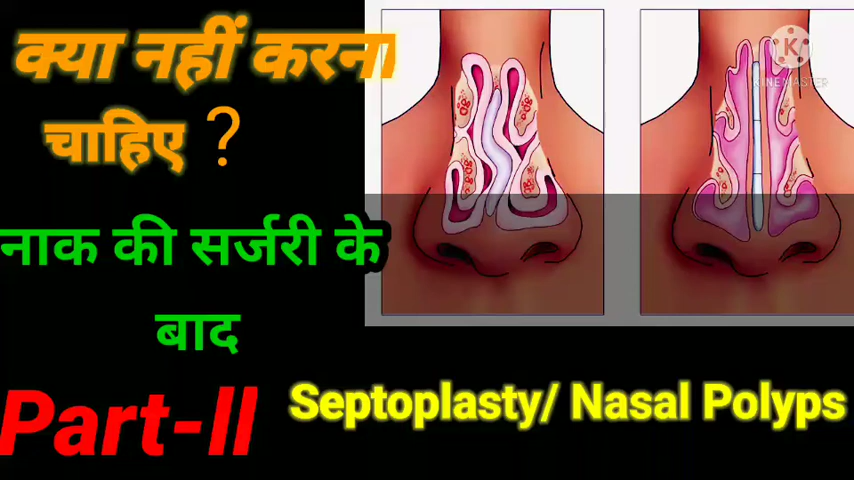 क्या नहीं करना
चाहिए ?
नाक की सर्जरी के
बाद
Part-II
Septoplasty/ Nasal Polyps
K
KINEMASTER